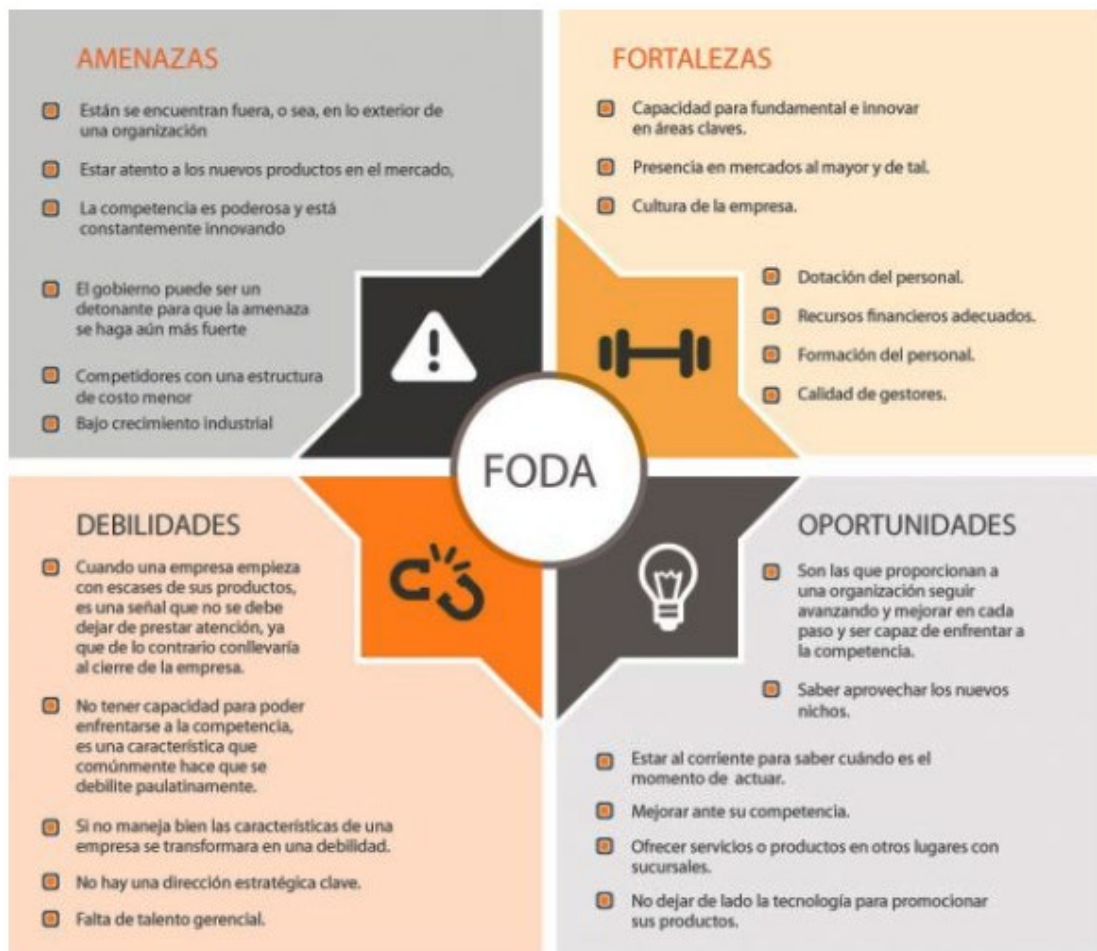 AMENAZAS
Están se encuentran fuera, o sea, en lo exterior de
una organización
Estar atento a los nuevos productos en el mercado,
La competencia es poderosa y está
constantemente innovando
El gobierno puede ser un
detonante para que la amenaza
se haga aún más fuerte
Competidores con una estructura
de costo menor
Bajo crecimiento industrial
FORTALEZAS
Capacidad para fundamental e innovar
en áreas claves.
Presencia en mercados al mayor y de tal.
Cultura de la empresa.
Dotación del personal.
Recursos financieros adecuados.
Formación del personal.
Calidad de gestores.
FODA
DEBILIDADES
Cuando una empresa empieza
con escases de sus productos,
es una señal que no se debe
dejar de prestar atención, ya
que de lo contrario conllevaría
al cierre de la empresa.
No tener capacidad para poder
enfrentarse a la competencia,
es una característica que
comúnmente hace que se
debilite paulatinamente.
Si no maneja bien las características de una
empresa se transformara en una debilidad.
No hay una dirección estratégica clave.
Falta de talento gerencial.
OPORTUNIDADES
Son las que proporcionan a
una organización seguir
avanzando y mejorar en cada
paso y ser capaz de enfrentar a
la competencia.
Saber aprovechar los nuevos
nichos.
Estar al corriente para saber cuándo es el
momento de actuar.
Mejorar ante su competencia.
Ofrecer servicios o productos en otros lugares con
sucursales.
No dejar de lado la tecnología para promocionar
sus productos.